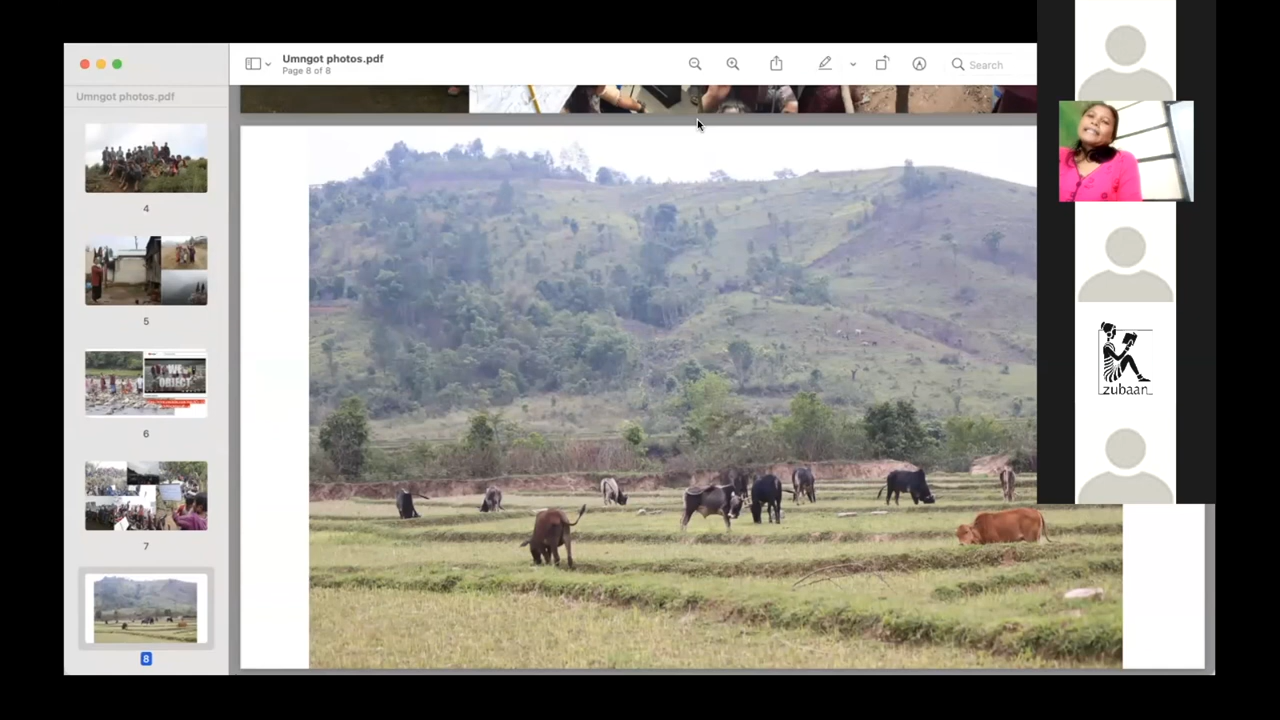 Umngot photos.pdf
Page 8 of 8
Search
Umngot photos.pdf
4
5
WE
OBJECT
6
7
8
zubaan